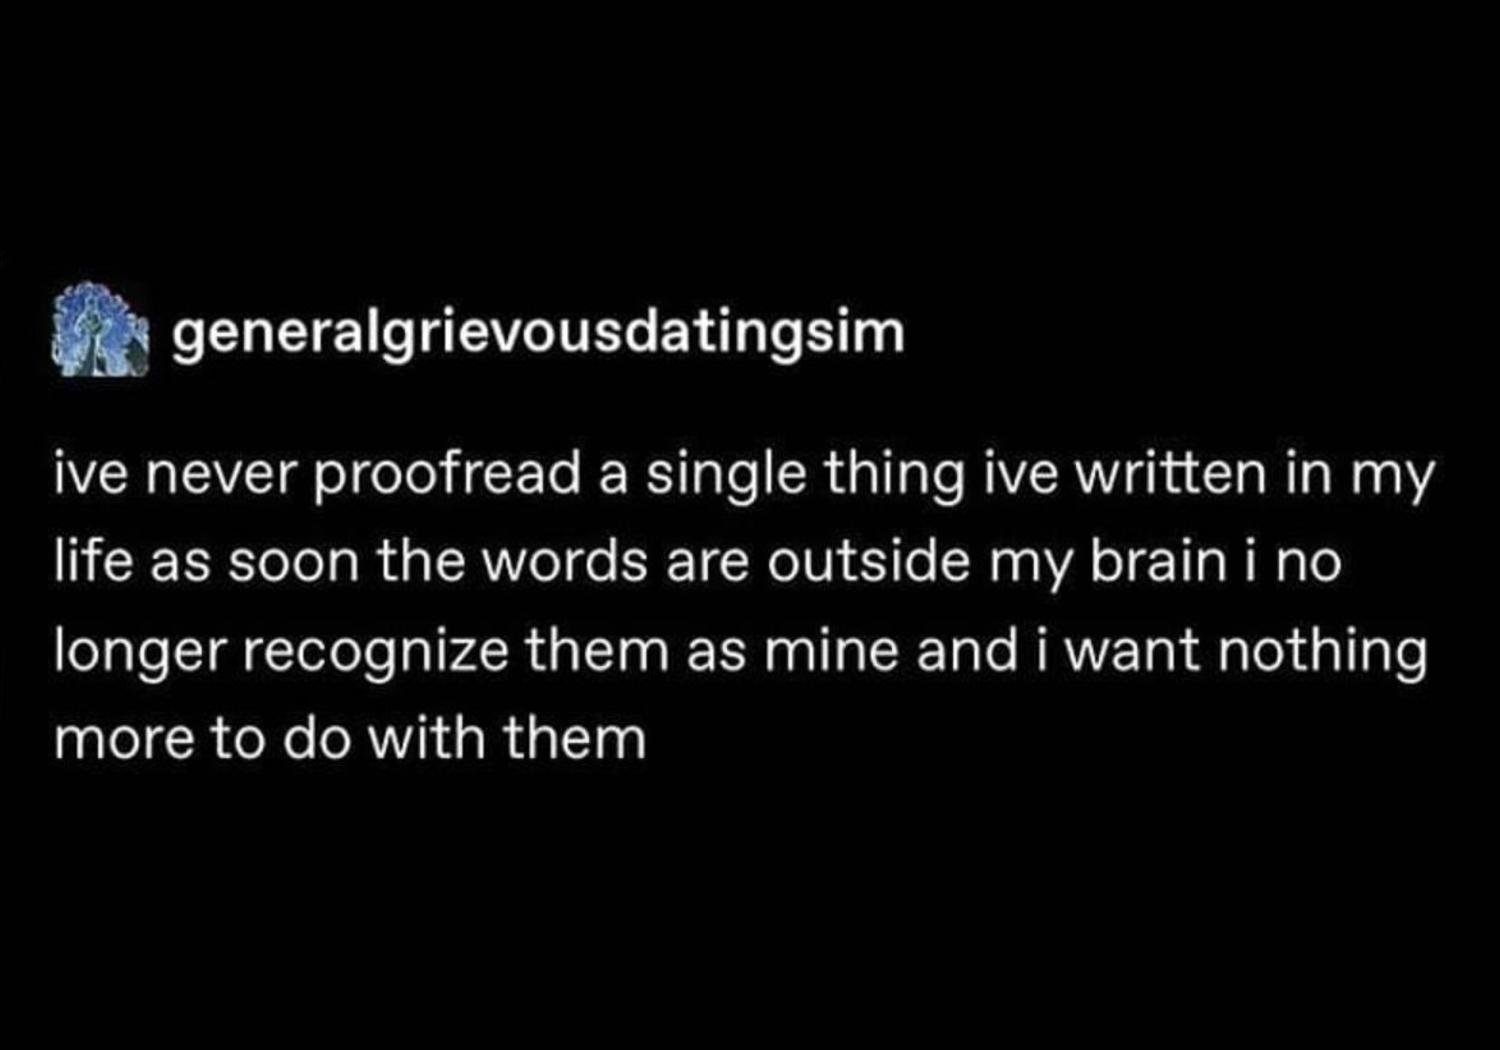 generalgrievousdatingsim
ive never proofread a single thing ive written in my
life as soon the words are outside my brain i no
longer recognize them as mine and i want nothing
more to do with them